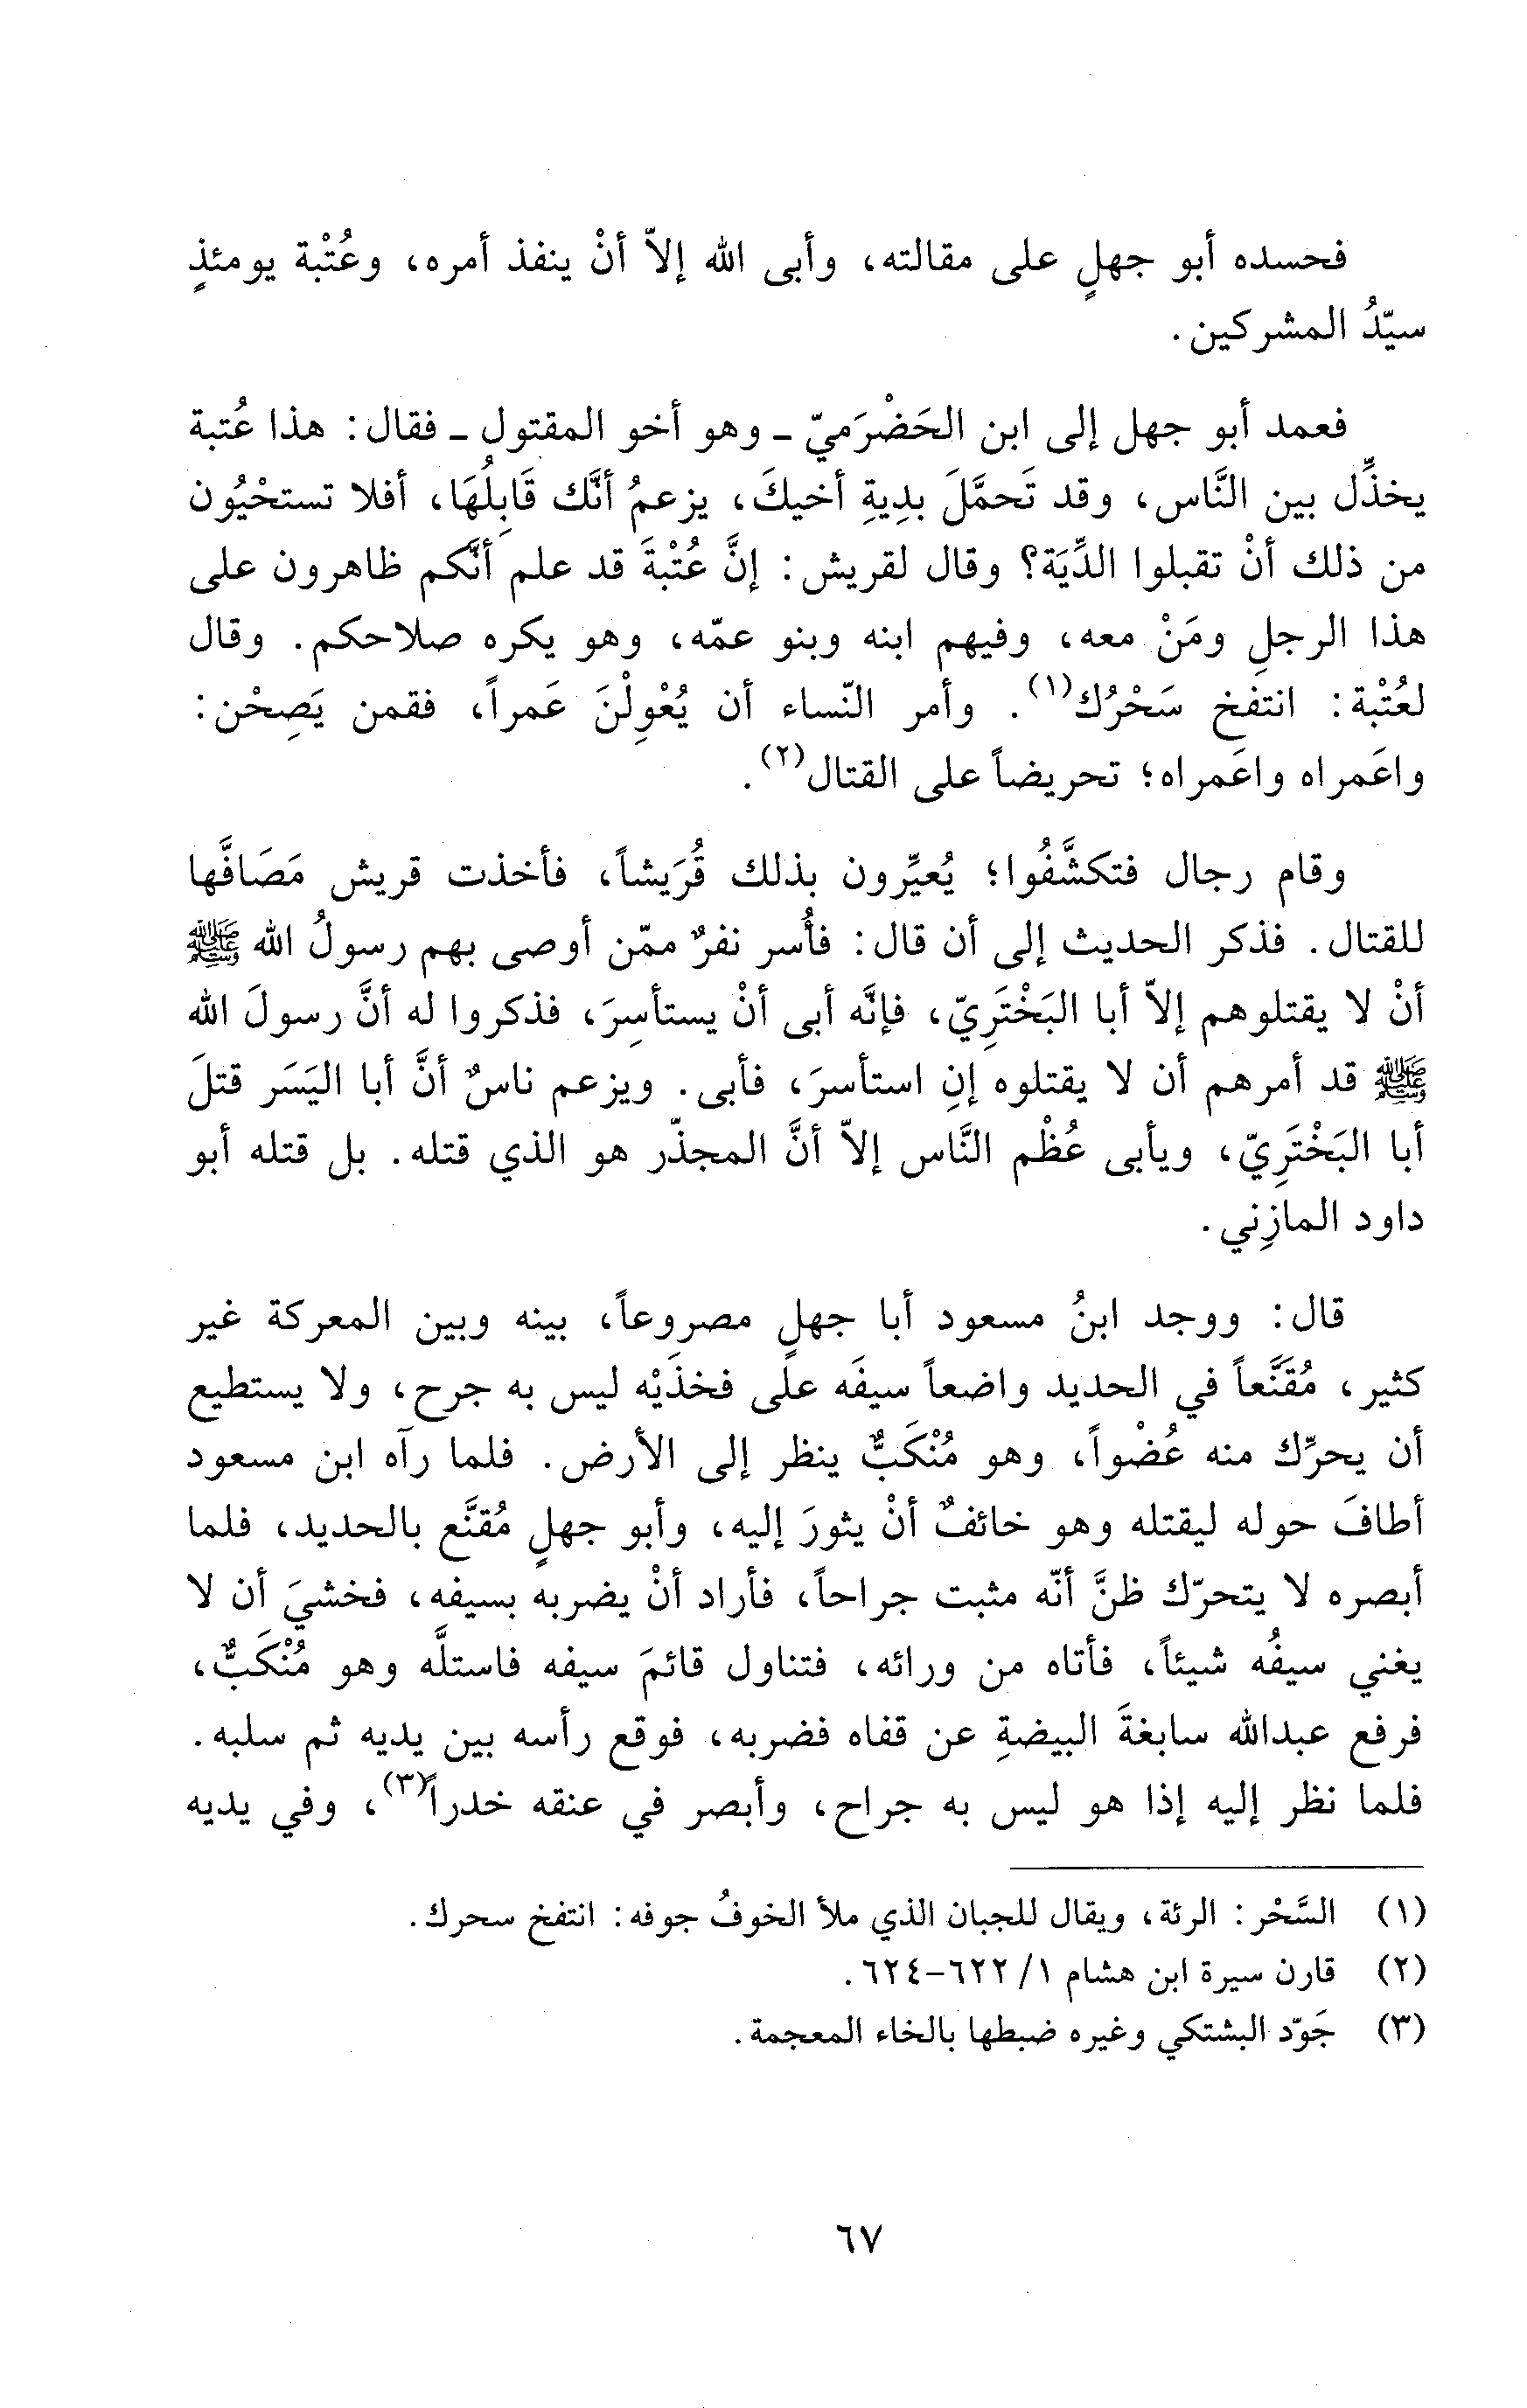 فحسده أبو جهلٍ على مقالته، وأبى الله إلاّ أنْ ينفذ أمره، وعُتْبة يومئذٍ
سيّدُ المشركين.
فعمد أبو جهل إلى ابن الحَضْرَميّ - وهو أخو المقتول - فقال: هذا عُتبة
يخذِّل بين النَّاس، وقد تَحمَّلَ بدِيةِ أخيكَ، يزعمُ أنَّك قَابِلُهَا، أفلا تستحْيُون
من ذلك أنْ تقبلوا الدِّيَة؟ وقال لقريش: إنَّ عُتْبةَ قد علم أنَّكم ظاهرون على
هذا الرجلِ ومَنْ معه، وفيهم ابنه وبنو عمّه، وهو يكره صلاحكم. وقال
لعُتْبة: انتفخ سَحْرُك(١). وأمر النّساء أن يُعْوِلْنَ عَمراً، فقمن يَصِحْن:
واعَمراه واعَمراه؛ تحريضاً على القتال(٢).
وقام رجال فتكشَّفُوا؛ يُعيِّرون بذلك قُرَيشاً، فأخذت قريش مَصَافَّها
للقتال. فذكر الحديث إلى أن قال: فأُسر نفرٌ ممّن أوصى بهم رسولُ الله ﷺ
أنْ لا يقتلوهم إلاّ أبا البَخْتَرِيّ، فإنَّه أبى أنْ يستأسِرَ، فذكروا له أنَّ رسولَ الله
ﷺ قد أمرهم أن لا يقتلوه إنِ استأسرَ، فأبى. ويزعم ناسٌ أنَّ أبا اليَسَر قتلَ
أبا البَخْتَرِيّ، ويأبى عُظْم النَّاس إلاّ أنَّ المجذّر هو الذي قتله. بل قتله أبو
داود المازِني.
قال: ووجد ابنُ مسعود أبا جهلٍ مصروعاً، بينه وبين المعركة غير
كثير، مُقَنَّعاً في الحديد واضعاً سيفَه على فخذَيْه ليس به جرح، ولا يستطيع
أن يحرِّك منه عُضْواً، وهو مُنْكَبٌّ ينظر إلى الأرض. فلما رآه ابن مسعود
أطافَ حوله ليقتله وهو خائفٌ أنْ يثورَ إليه، وأبو جهلٍ مُقنَّع بالحديد، فلما
أبصره لا يتحرّك ظنَّ أنّه مثبت جراحاً، فأراد أنْ يضربه بسيفه، فخشيَ أن لا
يغني سيفُه شيئاً، فأتاه من ورائه، فتناول قائمَ سيفه فاستلَّه وهو مُنْكَبٌّ،
فرفع عبدالله سابغةَ البيضةِ عن قفاه فضربه، فوقع رأسه بين يديه ثم سلبه.
فلما نظر إليه إذا هو ليس به جراح، وأبصر في عنقه خدراً(٣)، وفي يديه
(١) السَّحْر: الرئة، ويقال للجبان الذي ملأ الخوفُ جوفه: انتفخ سحرك.
(٢) قارن سيرة ابن هشام ١/ ٦٢٢-٦٢٤.
(٣) جَوّد البشتكي وغيره ضبطها بالخاء المعجمة.
٦٧